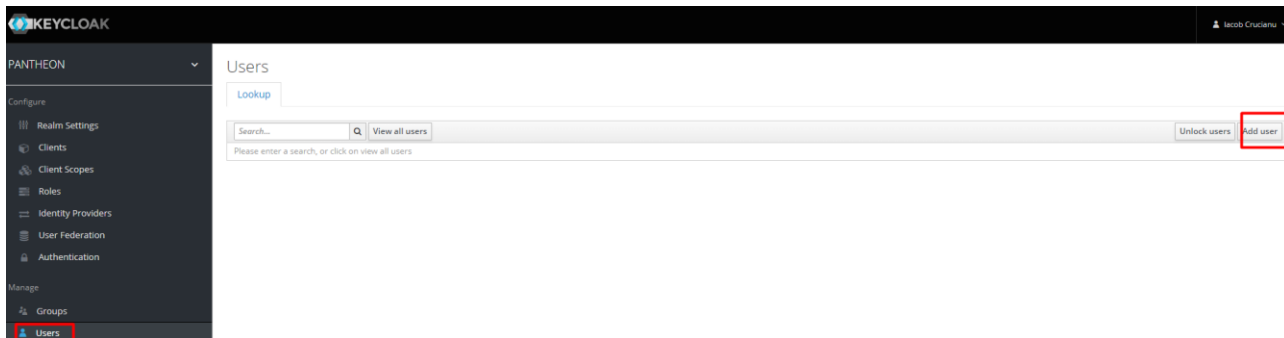 KEYCLOAK
Iacob Crucianu
PANTHEON
Configure
Realm Settings
Clients
Client Scopes
Roles
Identity Providers
User Federation
Authentication
Manage
Groups
Users
Users
Lookup
Search...
View all users
Unlock users
Add user
Please enter a search, or click on view all users